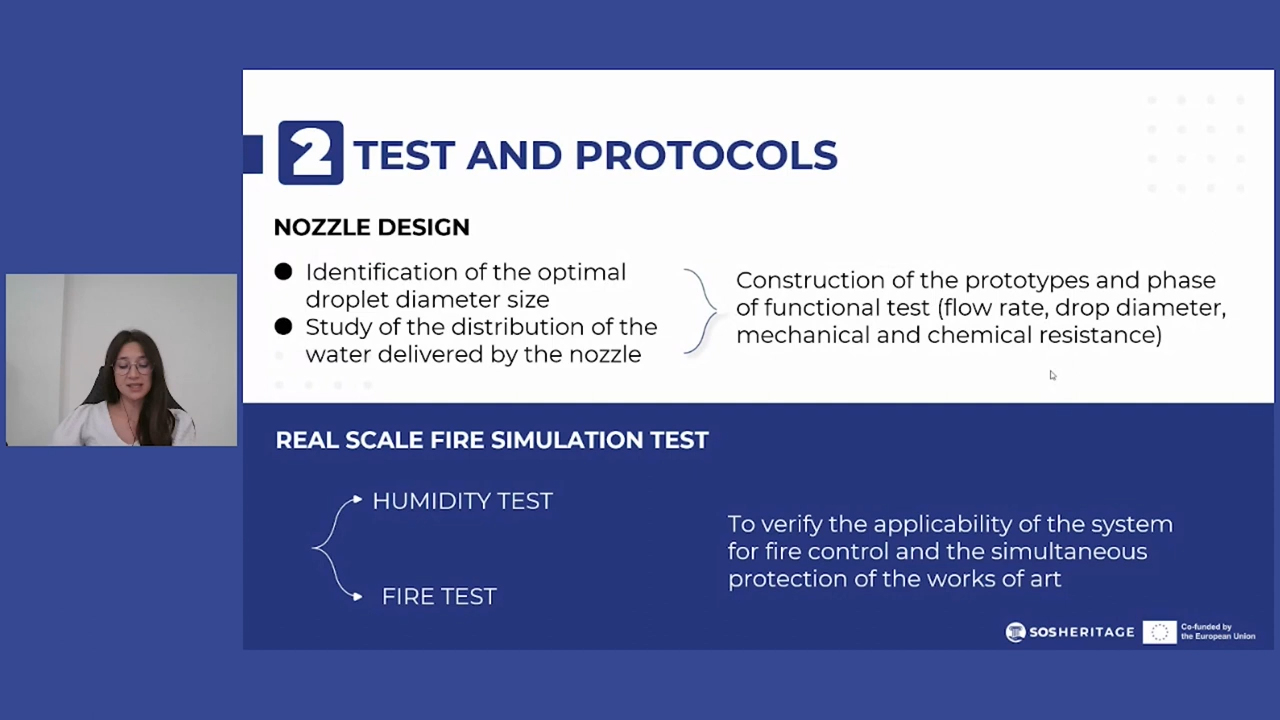 2 TEST AND PROTOCOLS
NOZZLE DESIGN
● Identification of the optimal
droplet diameter size
● Study of the distribution of the
water delivered by the nozzle
Construction of the prototypes and phase
of functional test (flow rate, drop diameter,
mechanical and chemical resistance)
REAL SCALE FIRE SIMULATION TEST
HUMIDITY TEST
FIRE TEST
To verify the applicability of the system
for fire control and the simultaneous
protection of the works of art
SOSHERITAGE
Co-funded by
the European Union